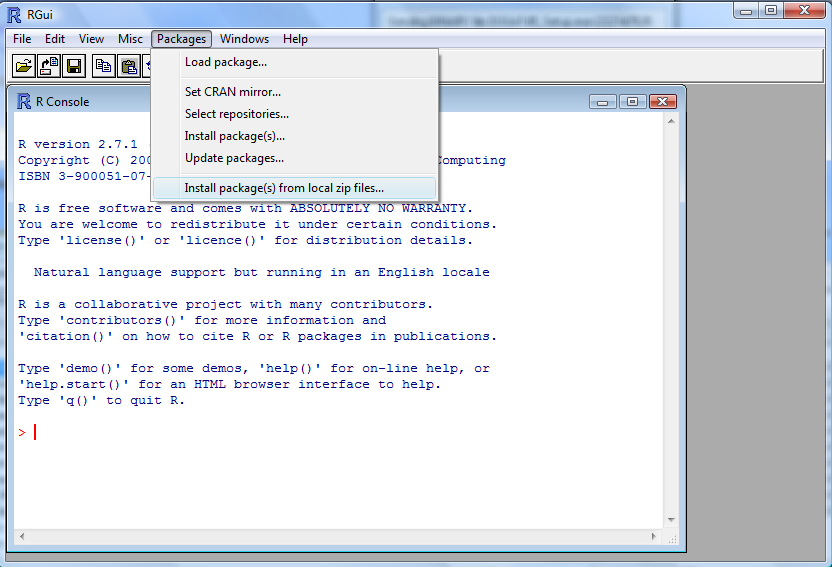 RGui
File Edit View Misc Packages Windows Help
Load package...
Set CRAN mirror...
Select repositories...
Install package(s)...
Update packages...
Install package(s) from local zip files...
R Console
R version 2.7.1
Copyright (C) 200 Computing
ISBN 3-900051-07-
R is free software and comes with ABSOLUTELY NO WARRANTY.
You are welcome to redistribute it under certain conditions.
Type 'license()' or 'licence()' for distribution details.
Natural language support but running in an English locale
R is a collaborative project with many contributors.
Type 'contributors()' for more information and
'citation()' on how to cite R or R packages in publications.
Type 'demo()' for some demos, 'help()' for on-line help, or
'help.start()' for an HTML browser interface to help.
Type 'q()' to quit R.
>